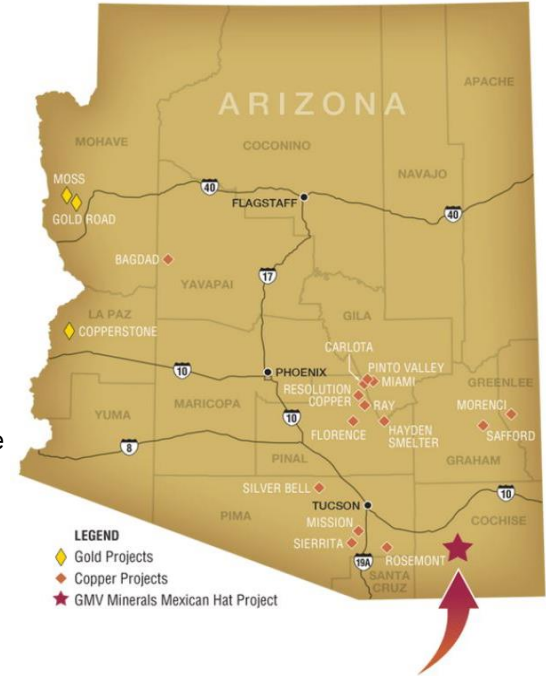 APACHE
ARIZONA
MOHAVE
COCONINO
NAVAJO
MOSS
40
FLAGSTAFF
40
GOLD ROAD
BAGDAD
17
YAVAPAI
LA PAZ
GILA
COPPERSTONE
CARLOTA
10
PHOENIX
PINTO VALLEY
MIAMI
GREENLEE
RESOLUTION
COPPER
MARICOPA
YUMA
RAY
MORENCI
10
FLORENCE
HAYDEN
SMELTER
SAFFORD
8
e
PINAL
GRAHAM
SILVER BELL
10
TUCSON
PIMA
COCHISE
MISSION
SIERRITA
ROSEMONT
19A
SANTA
CRUZ
LEGEND
Gold Projects
Copper Projects
GMV Minerals Mexican Hat Project